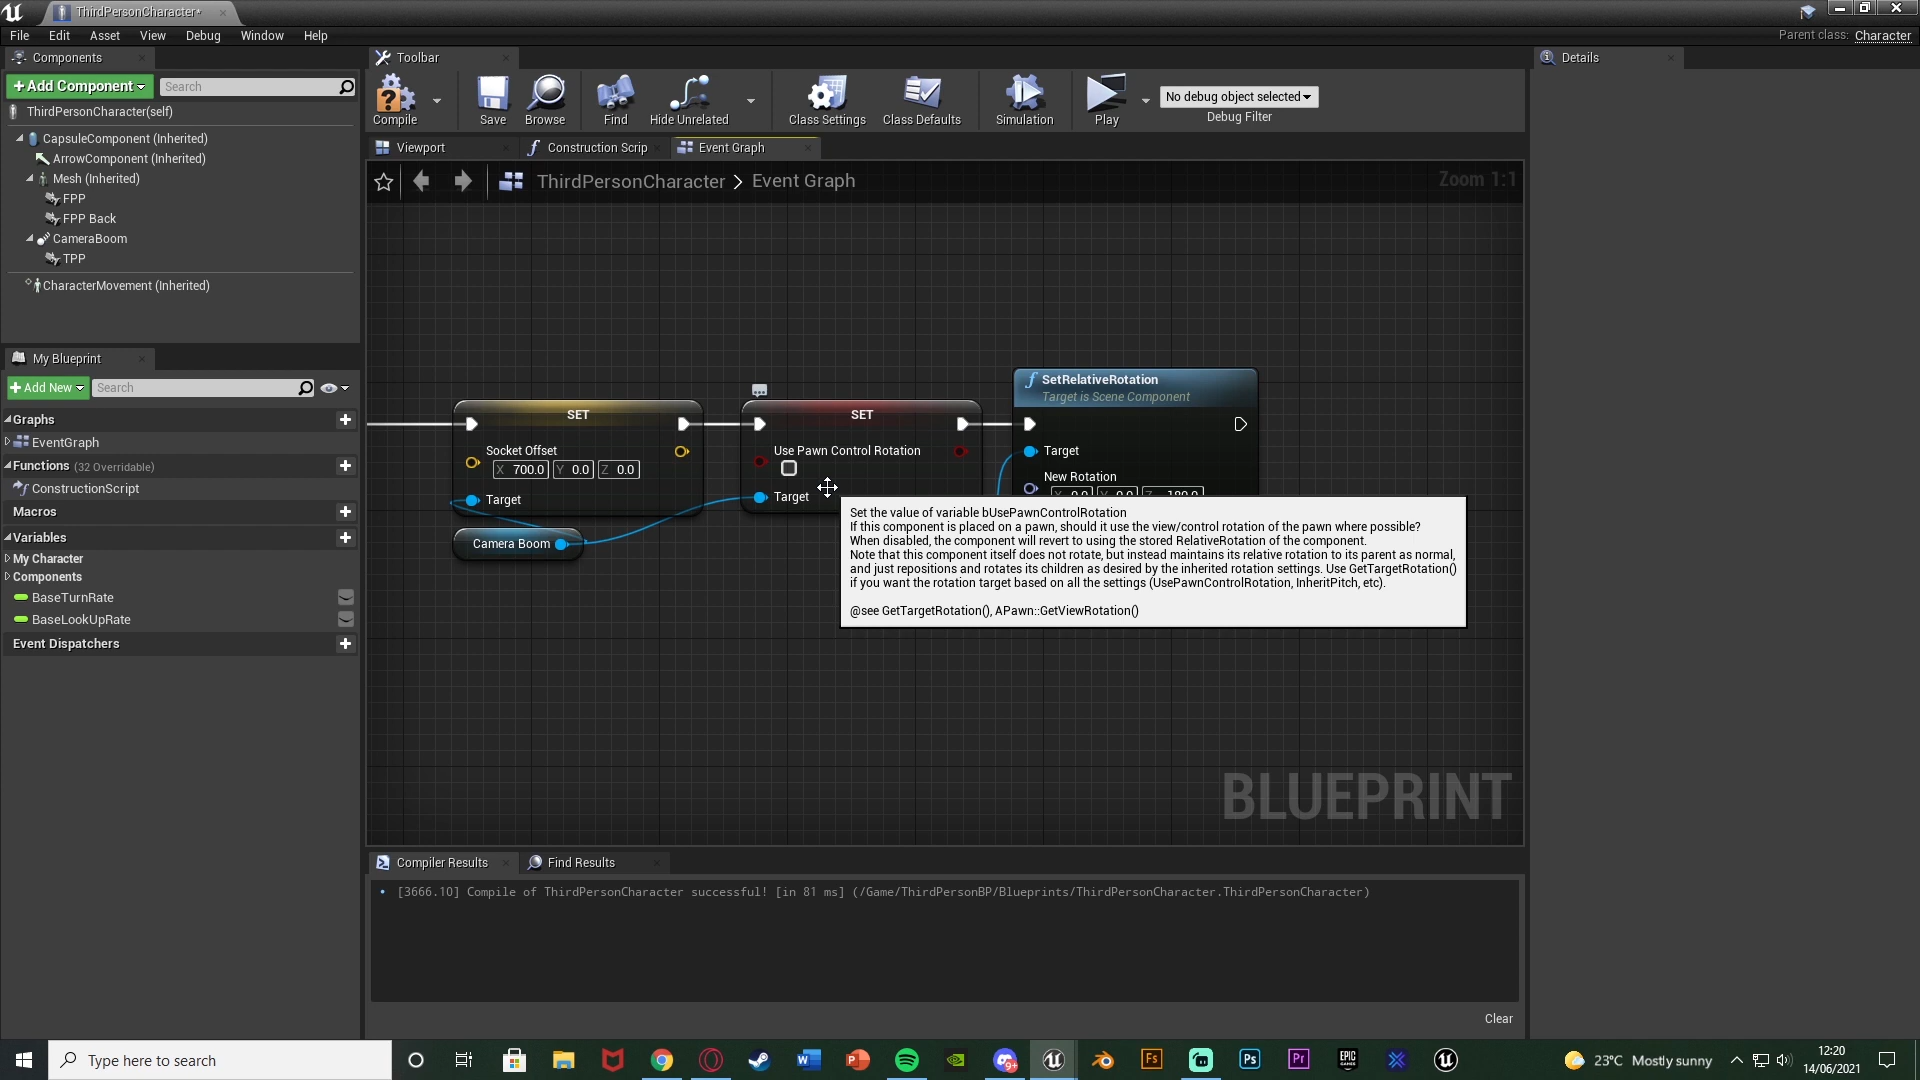 ThirdPersonCharacter*
File Edit Asset View Debug Window Help
Parent class: Character
Components
+Add Component
Search
ThirdPersonCharacter(self)
CapsuleComponent (Inherited)
ArrowComponent (Inherited)
Mesh (Inherited)
FPP
FPP Back
CameraBoom
TPP
CharacterMovement (Inherited)
My Blueprint
+Add New
Search
Graphs
EventGraph
Functions (32 Overridable)
ConstructionScript
Macros
Variables
My Character
Components
BaseTurnRate
BaseLookUpRate
Event Dispatchers
Toolbar
Compile
Save
Browse
Find
Hide Unrelated
Class Settings
Class Defaults
Simulation
Play
No debug object selected
Debug Filter
Viewport
Construction Scrip
Event Graph
ThirdPersonCharacter > Event Graph
Zoom 1:1
SET
Socket Offset
X 700.0 Y 0.0 Z 0.0
Target
Camera Boom
SET
Use Pawn Control Rotation
Target
SetRelativeRotation
Target is Scene Component
Target
New Rotation
X 0.0 Y 0.0 Z 180.0
Set the value of variable bUsePawnControlRotation
If this component is placed on a pawn, should it use the view/control rotation of the pawn where possible?
When disabled, the component will revert to using the stored RelativeRotation of the component.
Note that this component itself does not rotate, but instead maintains its relative rotation to its parent as normal,
and just repositions and rotates its children as desired by the inherited rotation settings. Use GetTargetRotation()
if you want the rotation target based on all the settings (UsePawnControlRotation, InheritPitch, etc).
@see GetTargetRotation(), APawn::GetViewRotation()
BLUEPRINT
Compiler Results
Find Results
[3666.10] Compile of ThirdPersonCharacter successful! [in 81 ms] (/Game/ThirdPersonBP/Blueprints/ThirdPersonCharacter.ThirdPersonCharacter)
Clear
Details
Type here to search
23°C Mostly sunny
12:20
14/06/2021